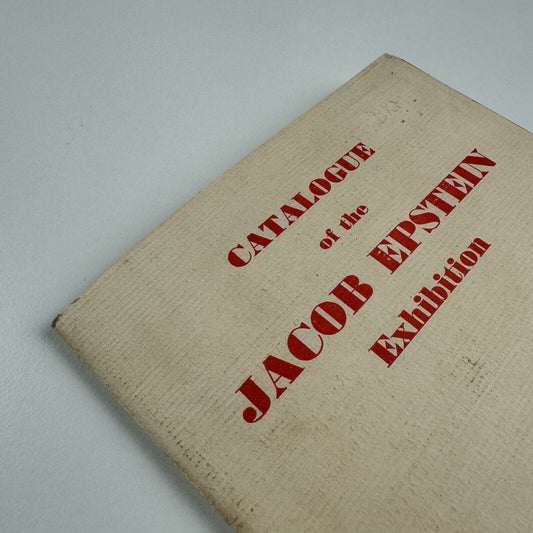 CATALOGUE
of the
JACOB EPSTEIN
Exhibition